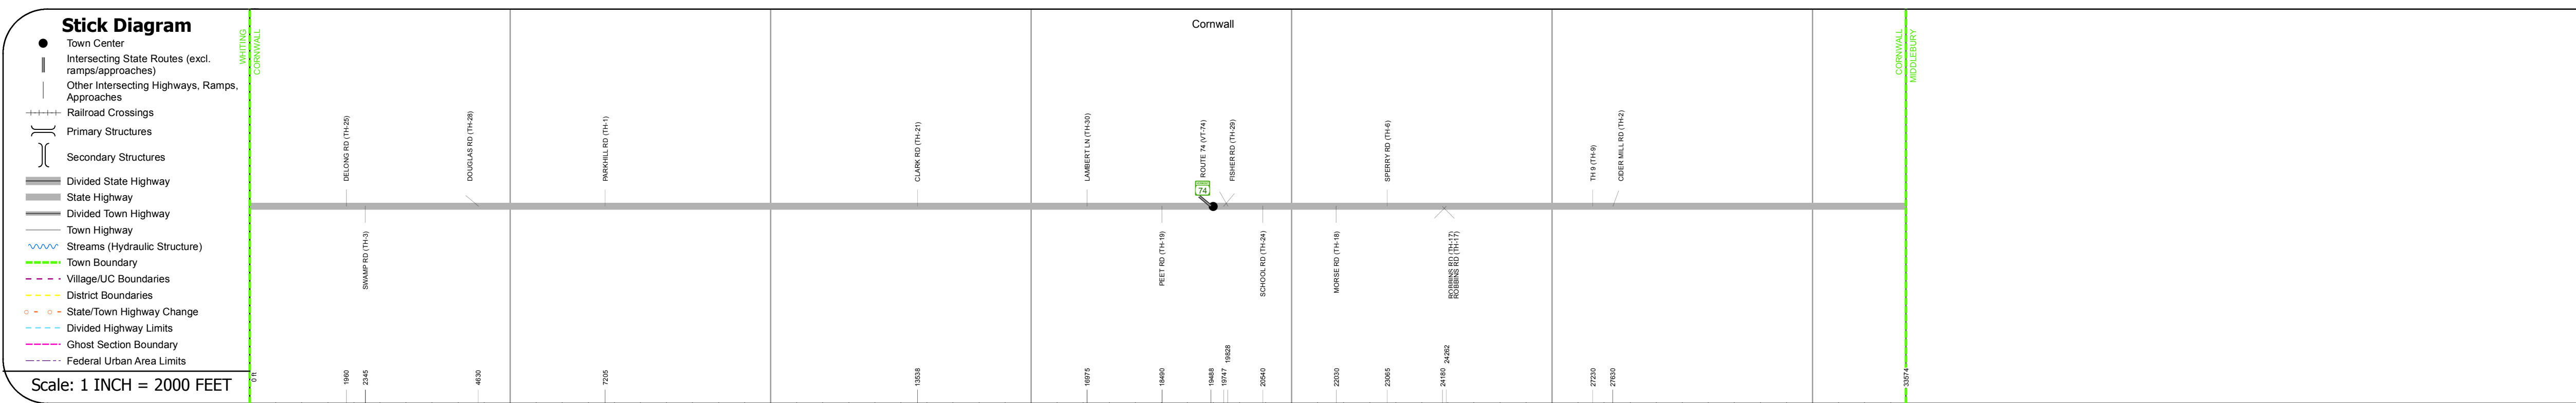 Stick Diagram
Town Center
Intersecting State Routes (excl.
ramps/approaches)
Other Intersecting Highways, Ramps,
Approaches
Railroad Crossings
Primary Structures
Secondary Structures
Divided State Highway
State Highway
Divided Town Highway
Town Highway
Streams (Hydraulic Structure)
Town Boundary
Village/UC Boundaries
District Boundaries
State/Town Highway Change
Divided Highway Limits
Ghost Section Boundary
Federal Urban Area Limits
Scale: 1 INCH = 2000 FEET
WHITING
CORNWALL
Cornwall
CORNWALL
MIDDLEBURY
DELONG RD (TH-25)
DOUGLAS RD (TH-28)
PARKHILL RD (TH-1)
CLARK RD (TH-21)
LAMBERT LN (TH-30)
ROUTE 74 (VT-74)
FISHER RD (TH-29)
SPERRY RD (TH-6)
TH 9 (TH-9)
CIDER MILL RD (TH-2)
74
SWAMP RD (TH-3)
PEET RD (TH-19)
SCHOOL RD (TH-24)
MORSE RD (TH-18)
ROBBINS RD (TH-17)
ROBBINS RD (TH-17)
0 ft
1960
2345
4630
7205
13538
16975
18490
19488
19747
19828
20540
22030
23065
24180
24262
27230
27630
33574